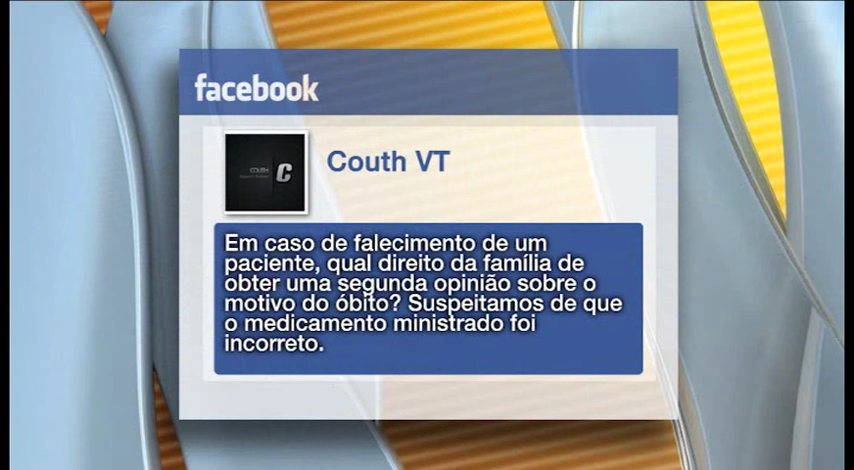 facebook
COUTH
C
Couth VT
Em caso de falecimento de um
paciente, qual direito da família de
obter uma segunda opinião sobre o
motivo do óbito? Suspeitamos de que
o medicamento ministrado foi
incorreto.